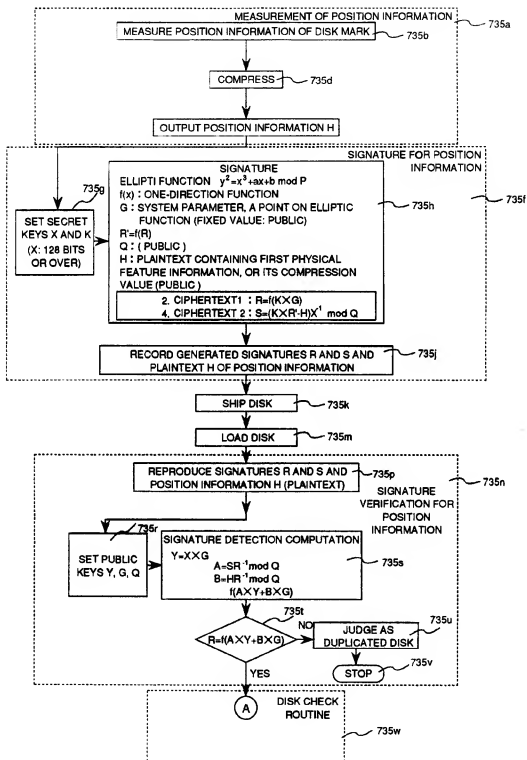 MEASUREMENT OF POSITION INFORMATION
735a
MEASURE POSITION INFORMATION OF DISK MARK
735b
COMPRESS
735d
OUTPUT POSITION INFORMATION H
SIGNATURE FOR POSITION
INFORMATION
735f
735g
SET SECRET
KEYS X AND K
(X: 128 BITS
OR OVER)
SIGNATURE
ELLIPTI FUNCTION y²=x³+ax+b mod P
f(x) : ONE-DIRECTION FUNCTION
G : SYSTEM PARAMETER, A POINT ON ELLIPTIC
FUNCTION (FIXED VALUE: PUBLIC)
R'=f(R)
Q : ( PUBLIC )
H : PLAINTEXT CONTAINING FIRST PHYSICAL
FEATURE INFORMATION, OR ITS COMPRESSION
VALUE (PUBLIC )
2. CIPHERTEXT1 : R=f(K×G)
4. CIPHERTEXT 2 : S=(K×R'-H)X⁻¹ mod Q
735h
RECORD GENERATED SIGNATURES R AND S AND
PLAINTEXT H OF POSITION INFORMATION
735j
SHIP DISK
735k
LOAD DISK
735m
REPRODUCE SIGNATURES R AND S AND
POSITION INFORMATION H (PLAINTEXT)
735p
735n
SIGNATURE
VERIFICATION FOR
POSITION
INFORMATION
735r
SET PUBLIC
KEYS Y, G, Q
SIGNATURE DETECTION COMPUTATION
Y=X×G
A=SR⁻¹mod Q
B=HR⁻¹mod Q
f(A×Y+B×G)
735s
735t
R=f(A×Y+B×G)
NO
JUDGE AS
DUPLICATED DISK
735u
STOP
735v
YES
A
DISK CHECK
ROUTINE
735w